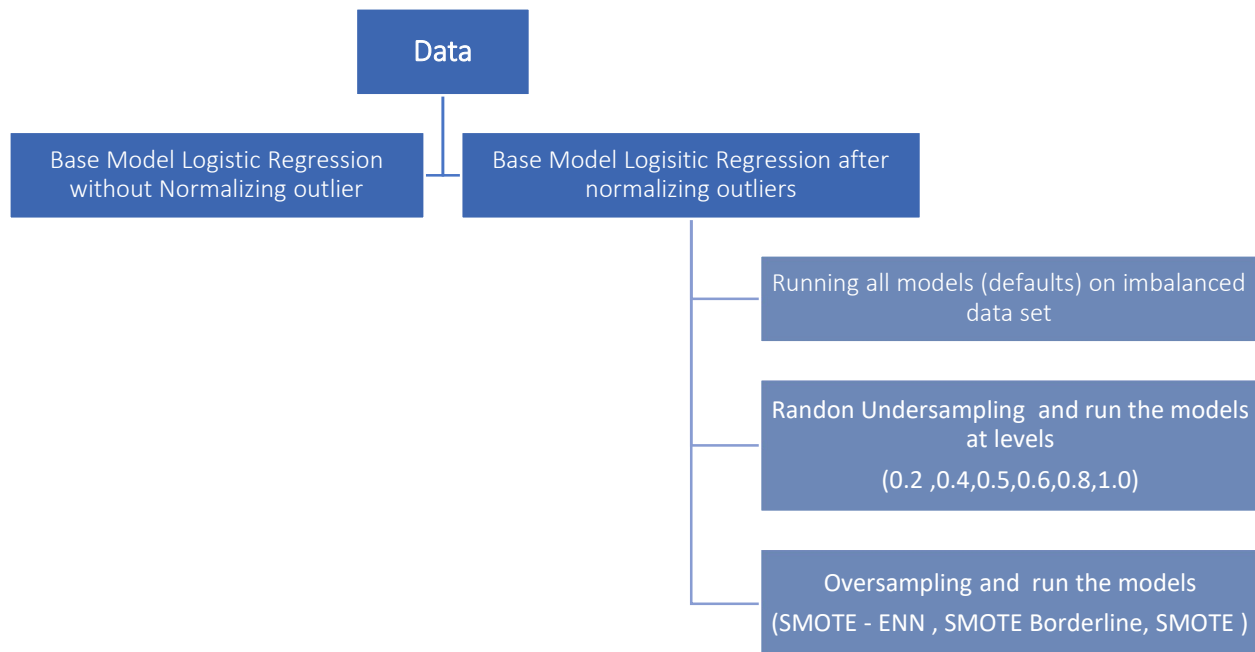 Data
Base Model Logistic Regression
without Normalizing outlier
Base Model Logisitic Regression after
normalizing outliers
Running all models (defaults) on imbalanced
data set
Randon Undersampling  and run the models
at levels
(0.2 ,0.4,0.5,0.6,0.8,1.0)
Oversampling and  run the models
(SMOTE - ENN , SMOTE Borderline, SMOTE )